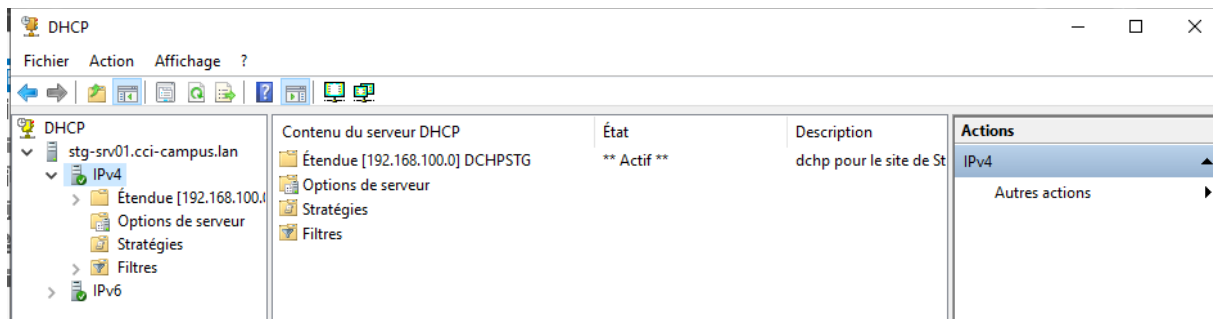 DHCP
Fichier Action Affichage ?
DHCP
stg-srv01.cci-campus.lan
IPv4
Étendue [192.168.100.
Options de serveur
Stratégies
Filtres
IPv6
Contenu du serveur DHCP État Description
Étendue [192.168.100.0] DCHPSTG ** Actif ** dchp pour le site de St
Options de serveur
Stratégies
Filtres
Actions
IPv4
Autres actions